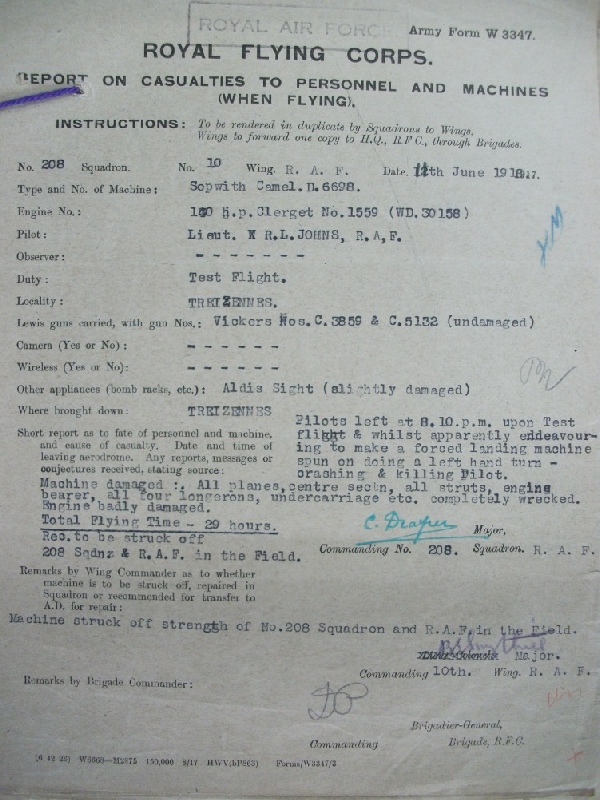 ROYAL AIR FORCE
Army Form W 3347.
ROYAL FLYING CORPS.
REPORT ON CASUALTIES TO PERSONNEL AND MACHINES
(WHEN FLYING).
INSTRUCTIONS: To be rendered in duplicate by Squadrons to Wings,
Wings to forward one copy to H.Q., R.F.C., through Brigades.
No. 208 Squadron. No. 10 Wing. R. A. F. Date. 11th June 1918.
Type and No. of Machine: Sopwith Camel. D. 6698.
Engine No.: 130 h.p. Clerget No. 1559 (WD. 30158)
Pilot: Lieut. R.L. JOHNS, R.A.F.
Observer: - - - - - - -
Duty: Test Flight.
Locality: TREIZENNES.
Lewis guns carried, with gun Nos.: Vickers Nos. C. 3859 & C. 5132 (undamaged)
Camera (Yes or No): - - - - - -
Wireless (Yes or No): - - - - - -
Other appliances (bomb racks, etc.): Aldis Sight (slightly damaged)
Where brought down: TREIZENNES
Short report as to fate of personnel and machine,
and cause of casualty. Date and time of
leaving aerodrome. Any reports, messages or
conjectures received, stating source:
Pilots left at 8.10.p.m. upon Test
flight & whilst apparently endeavour-
ing to make a forced landing machine
spun on doing a left hand turn -
crashing & killing Pilot.
Machine damaged :. All planes, centre sectn, all struts, engine
bearer, all four longerons, undercarriage etc. completely wrecked.
Engine badly damaged.
Total Flying Time - 29 hours.
Rec. to be struck off
208 Sqdns & R.A.F. in the Field.
C. Draper Major,
Commanding No. 208. Squadron. R. A. F.
Remarks by Wing Commander as to whether
machine is to be struck off, repaired in
Squadron or recommended for transfer to
A.D. for repair:
Machine struck off strength of No. 208 Squadron and R.A.F. in the Field.
Major.
Commanding 10th. Wing. R. A. F.
Remarks by Brigade Commander:
Brigadier-General,
Commanding Brigade, R.F.C.
150,000 8/17 Forms/W3347/3